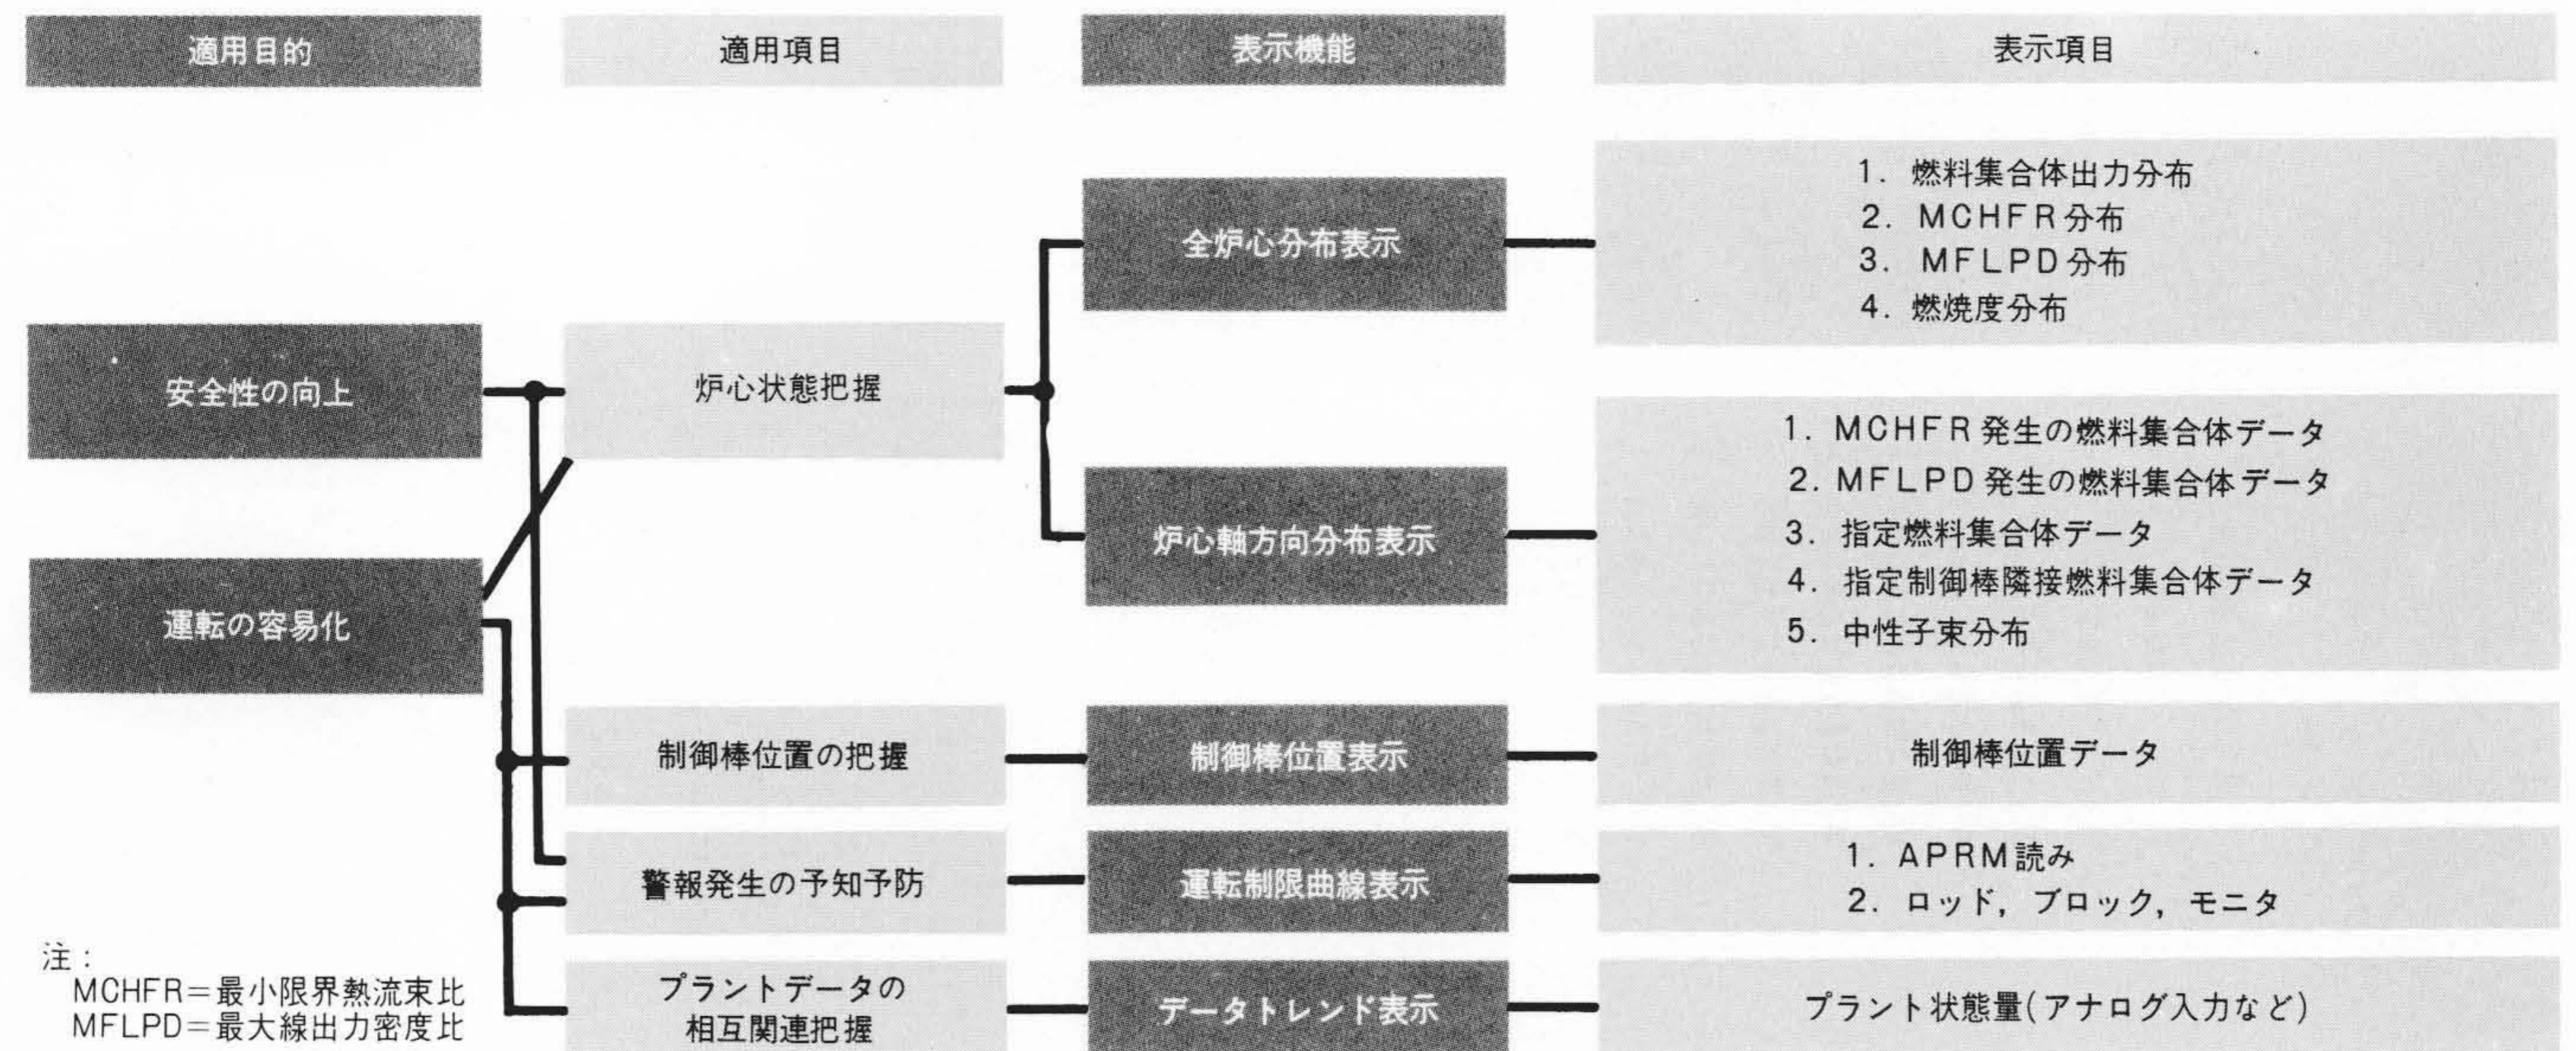 適用目的
適用項目
表示機能
表示項目
安全性の向上
運転の容易化
炉心状態把握
制御棒位置の把握
警報発生の予知予防
プラントデータの
相互関連把握
全炉心分布表示
炉心軸方向分布表示
制御棒位置表示
運転制限曲線表示
データトレンド表示
1. 燃料集合体出力分布
2. MCHFR分布
3. MFLPD分布
4. 燃焼度分布
1. MCHFR発生の燃料集合体データ
2. MFLPD発生の燃料集合体データ
3. 指定燃料集合体データ
4. 指定制御棒隣接燃料集合体データ
5. 中性子束分布
制御棒位置データ
1. APRM読み
2. ロッド, ブロック, モニタ
プラント状態量(アナログ入力など)
注:
MCHFR=最小限界熱流束比
MFLPD=最大線出力密度比